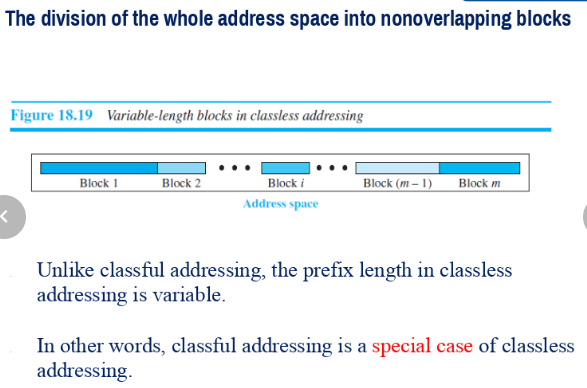 The division of the whole address space into nonoverlapping blocks
Figure 18.19 Variable-length blocks in classless addressing
Block 1 Block 2 Block i Block (m – 1) Block m
Address space
Unlike classful addressing, the prefix length in classless
addressing is variable.
In other words, classful addressing is a special case of classless
addressing.